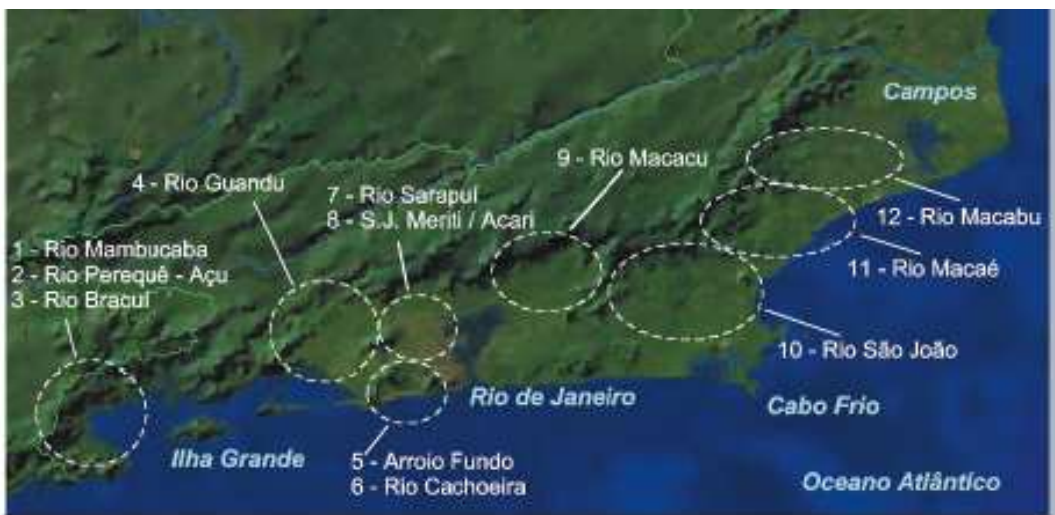 Campos
9 - Rio Macacu
4 - Rio Guandu
7 - Rio Sarapuí
8 - S.J. Meriti / Acari
12 - Rio Macabu
1 - Rio Mambucaba
2 - Rio Perequê - Açu
3 - Rio Bracuí
11 - Rio Macaé
10 - Rio São João
Rio de Janeiro
Cabo Frio
Ilha Grande
5 - Arroio Fundo
6 - Rio Cachoeira
Oceano Atlântico